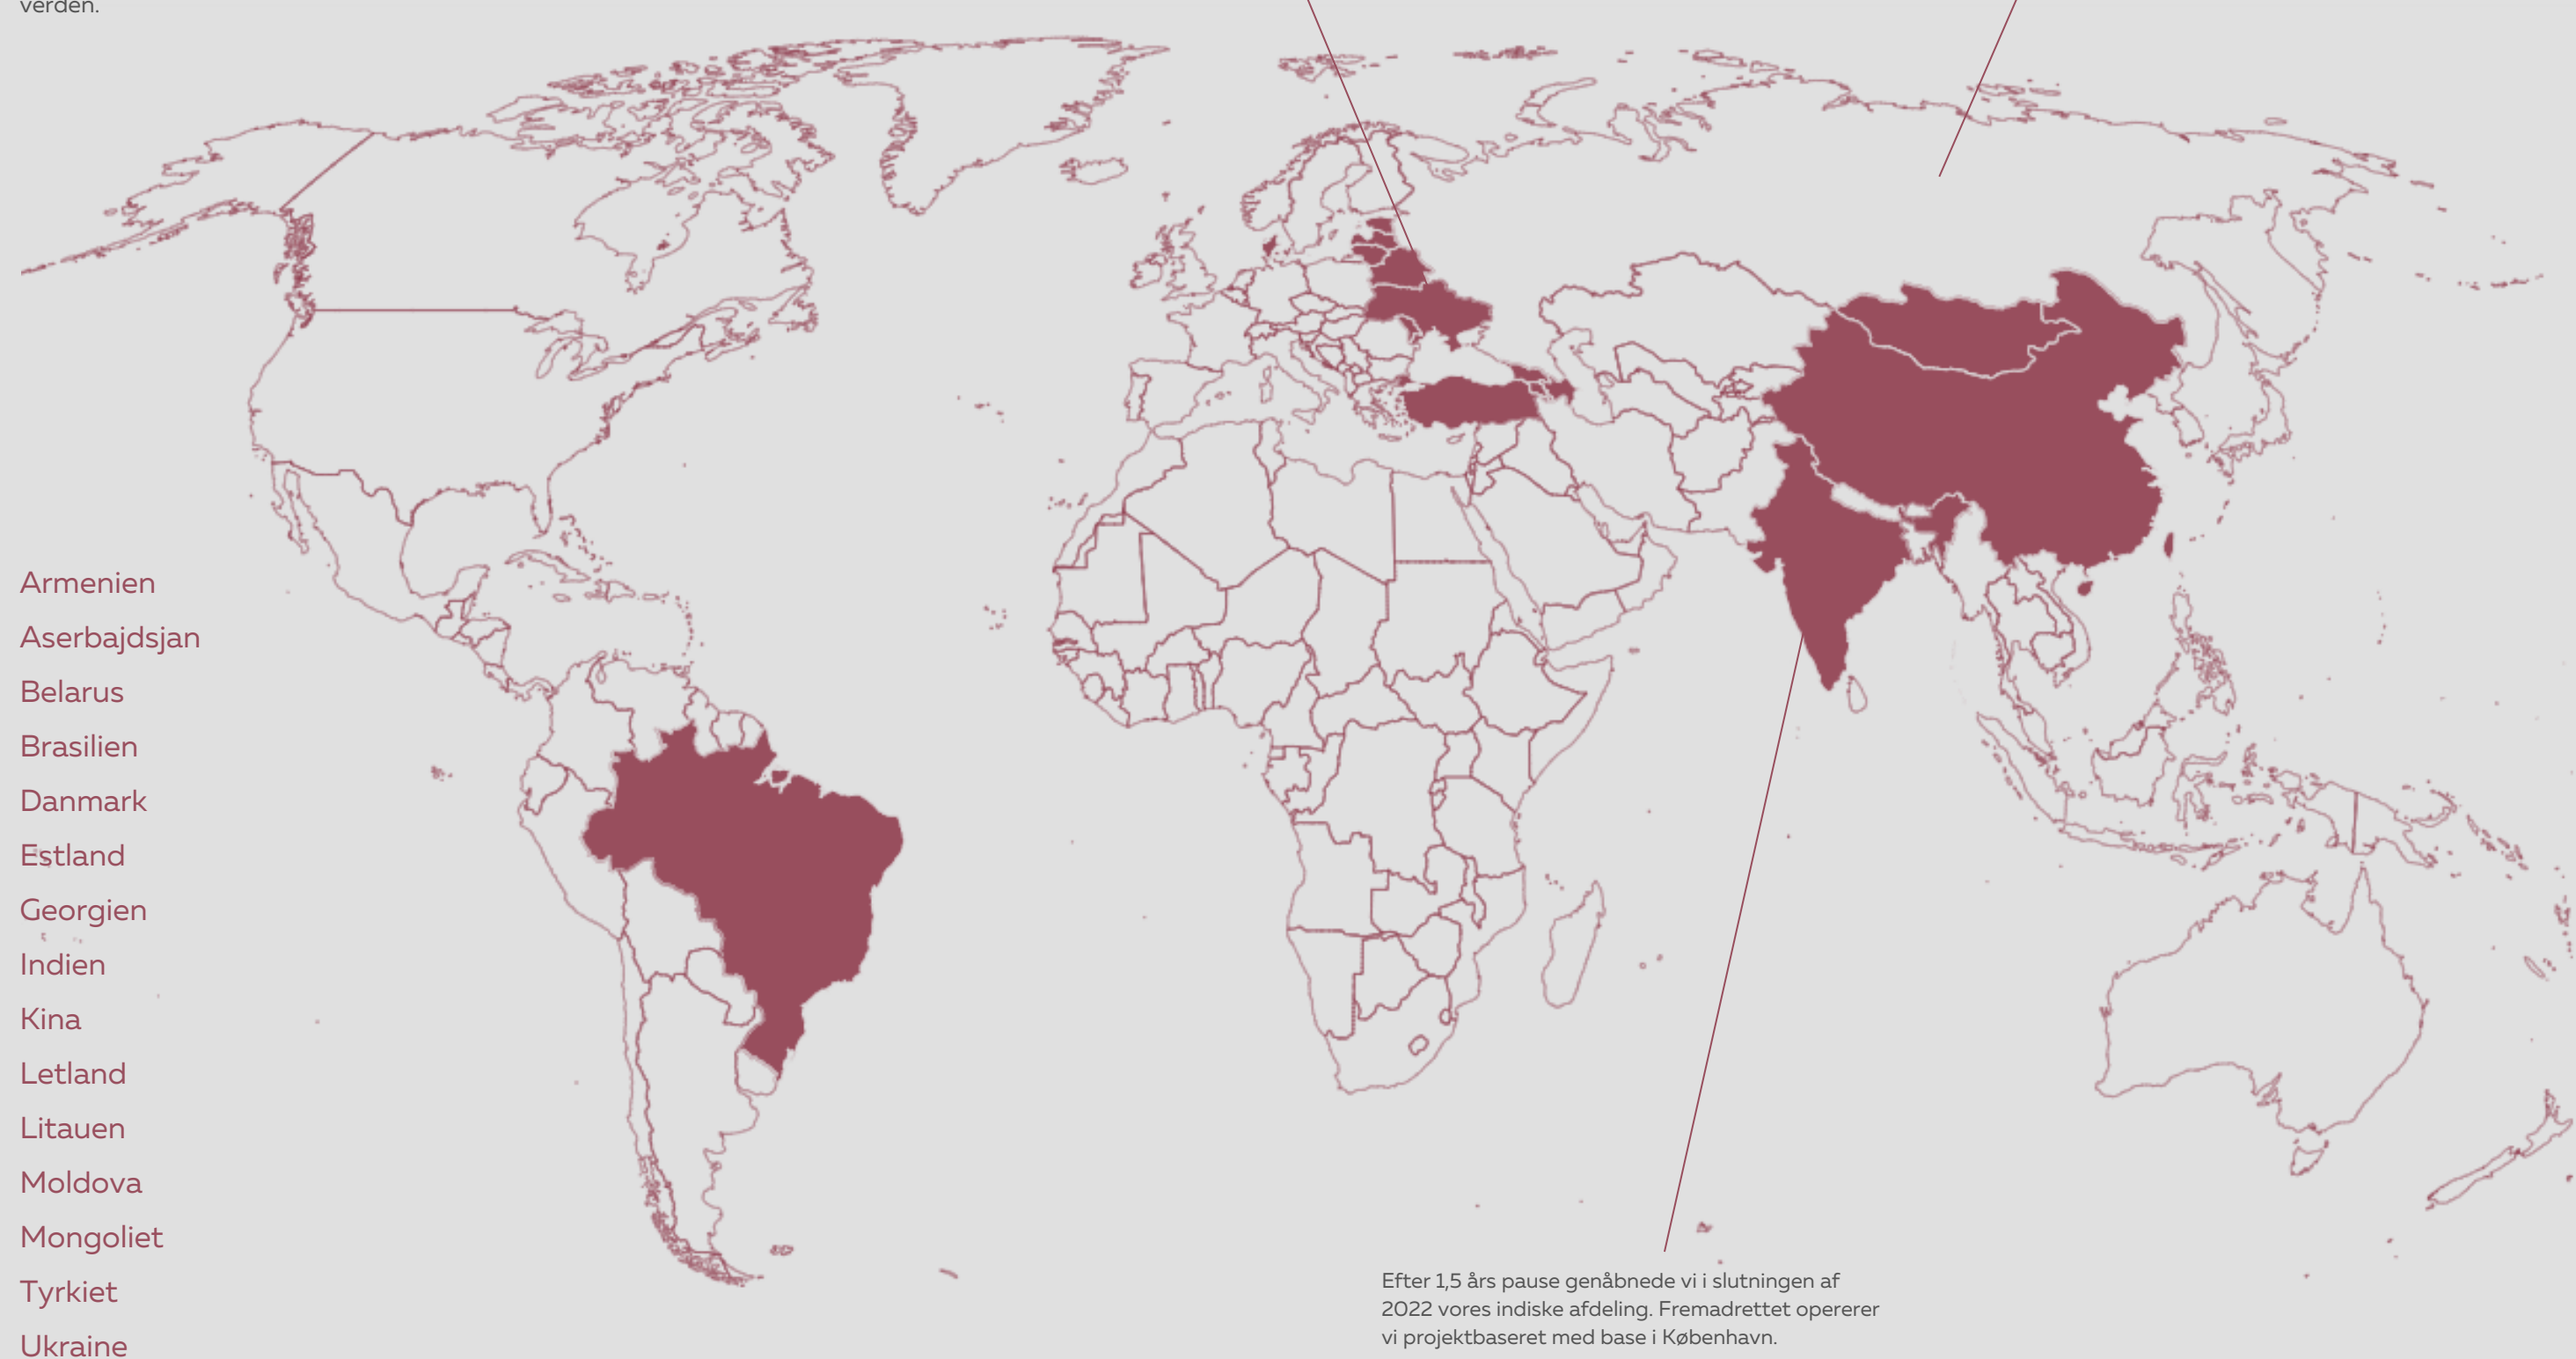 verden.
Armenien
Aserbajdsjan
Belarus
Brasilien
Danmark
Estland
Georgien
Indien
Kina
Letland
Litauen
Moldova
Mongoliet
Tyrkiet
Ukraine
Efter 1,5 års pause genåbnede vi i slutningen af
2022 vores indiske afdeling. Fremadrettet opererer
vi projektbaseret med base i København.